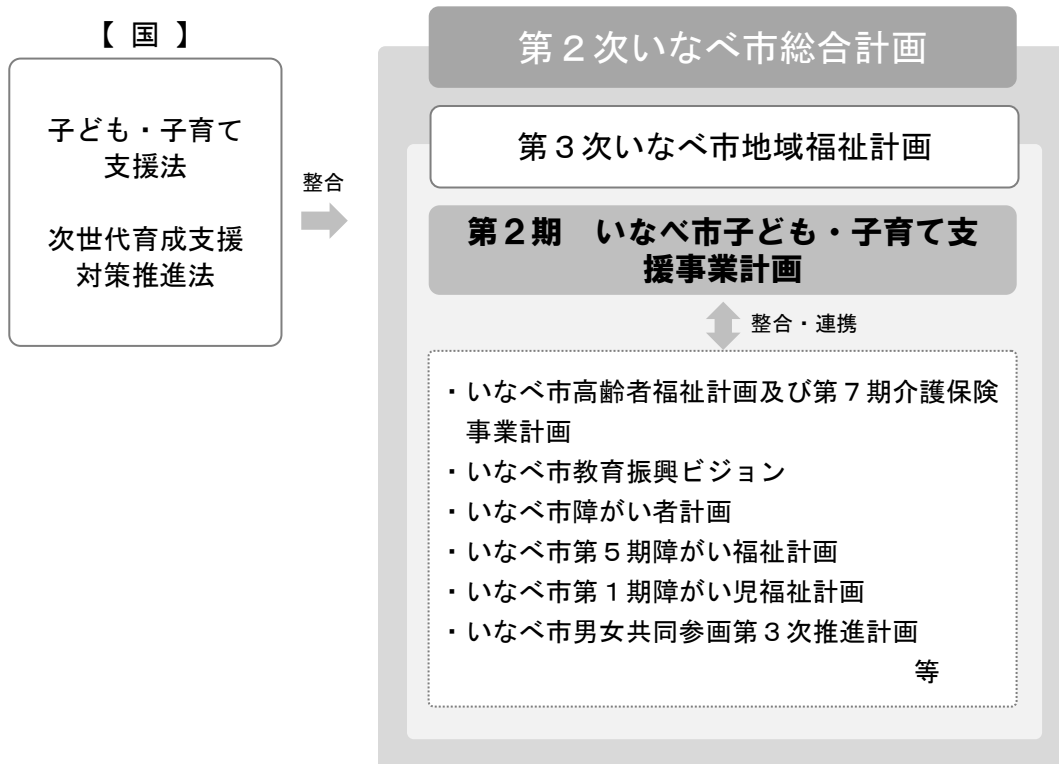 【 国 】
子ども・子育て
支援法
次世代育成支援
対策推進法
整合
第２次いなべ市総合計画
第３次いなべ市地域福祉計画
第２期　いなべ市子ども・子育て支
援事業計画
整合・連携
・いなべ市高齢者福祉計画及び第７期介護保険
事業計画
・いなべ市教育振興ビジョン
・いなべ市障がい者計画
・いなべ市第５期障がい福祉計画
・いなべ市第１期障がい児福祉計画
・いなべ市男女共同参画第３次推進計画
等